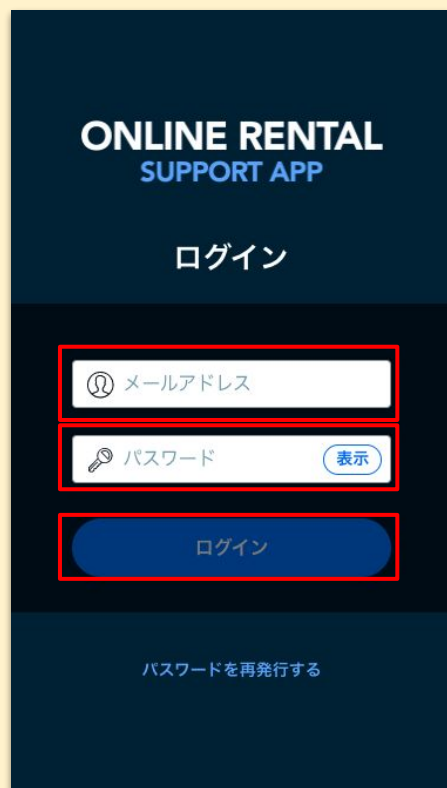 ONLINE RENTAL
SUPPORT APP
ログイン
メールアドレス
パスワード 表示
ログイン
パスワードを再発行する